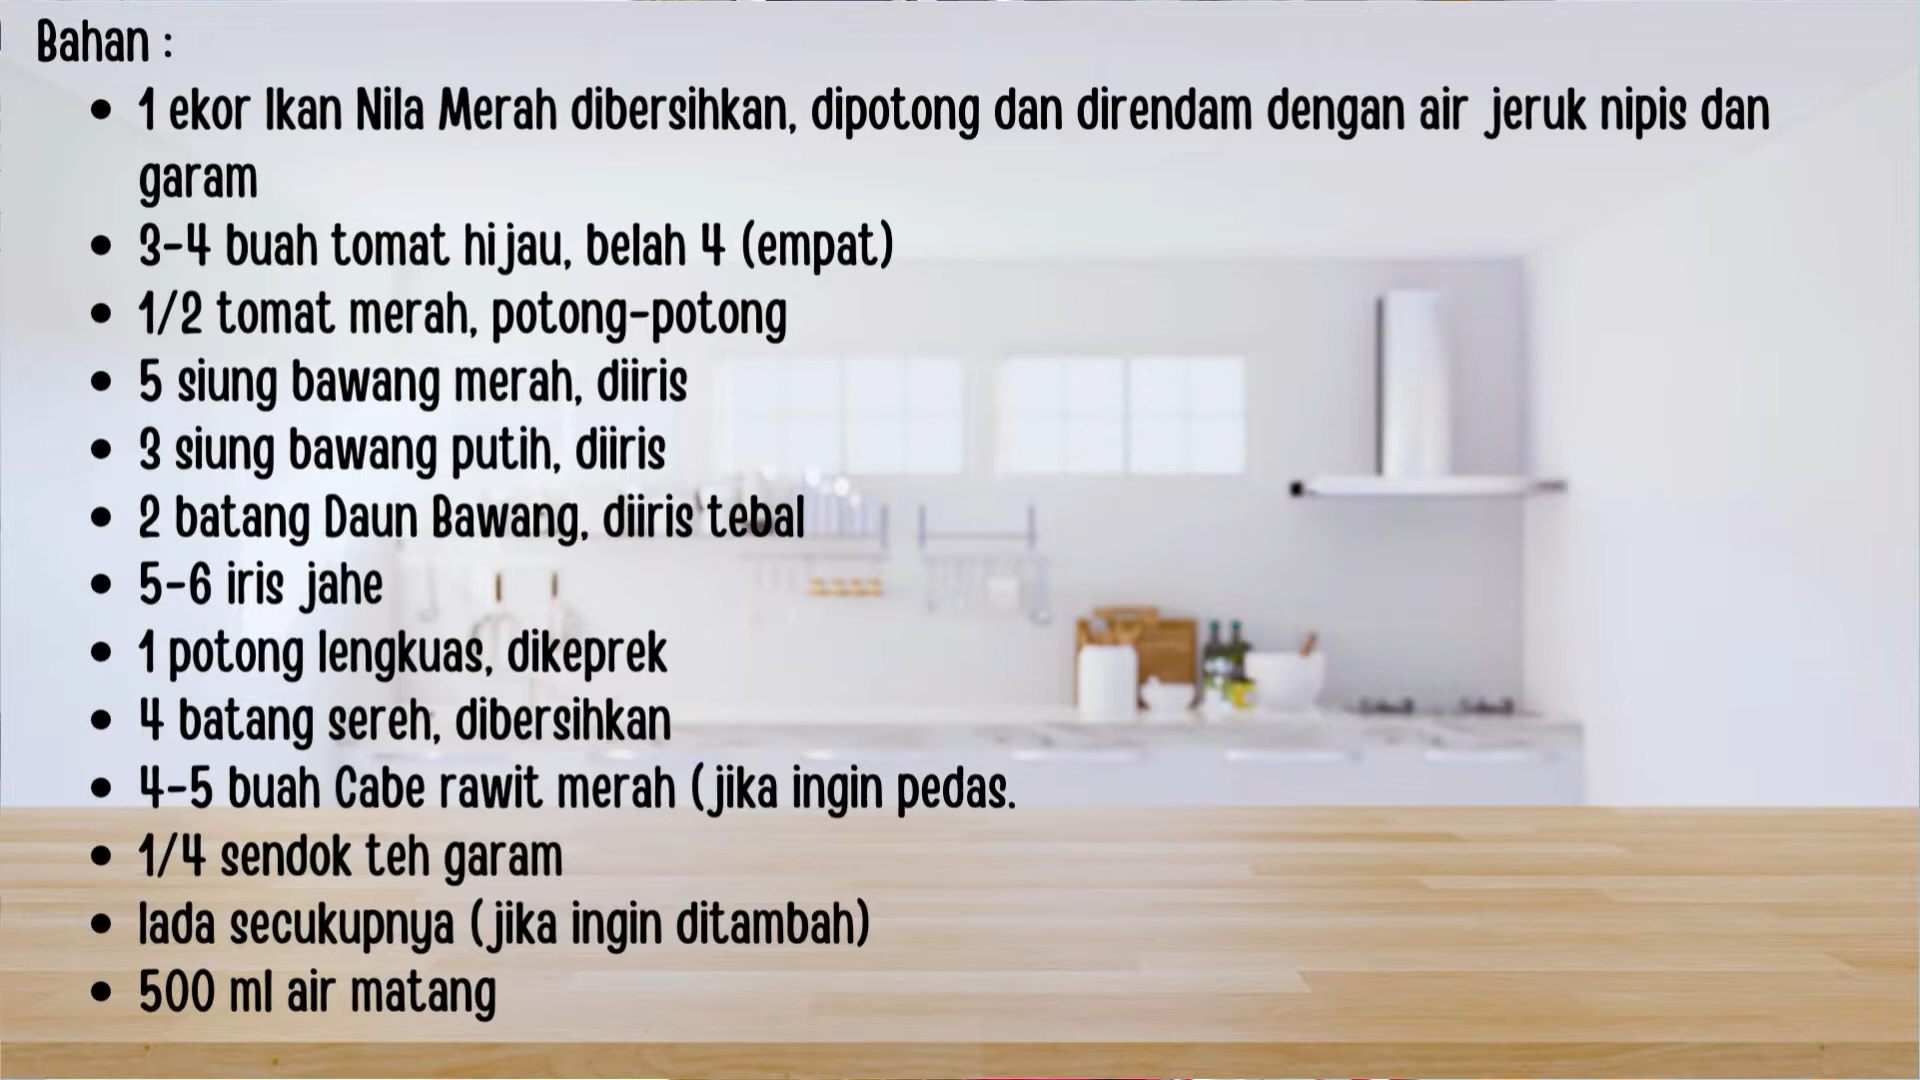 Bahan :
• 1 ekor Ikan Nila Merah dibersihkan, dipotong dan direndam dengan air jeruk nipis dan
garam
• 3-4 buah tomat hijau, belah 4 (empat)
• 1/2 tomat merah, potong-potong
• 5 siung bawang merah, diiris
• 3 siung bawang putih, diiris
• 2 batang Daun Bawang, diiris tebal
• 5-6 iris jahe
• 1 potong lengkuas, dikeprek
• 4 batang sereh, dibersihkan
• 4-5 buah Cabe rawit merah (jika ingin pedas.
• 1/4 sendok teh garam
• lada secukupnya (jika ingin ditambah)
• 500 ml air matang